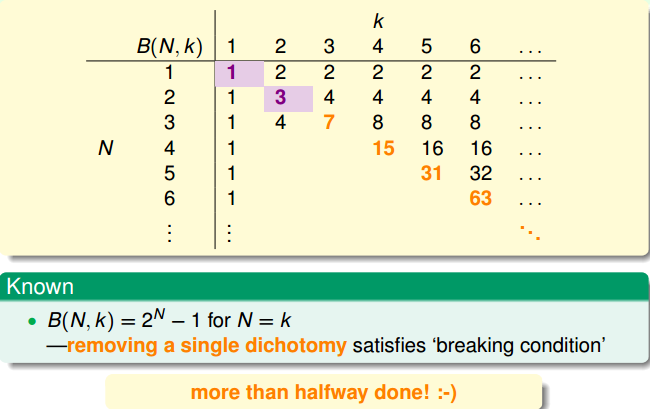 k
B(N, k) 1 2 3 4 5 6 . . .
1 1 2 2 2 2 2 . . .
2 1 3 4 4 4 4 . . .
3 1 4 7 8 8 8 . . .
N 4 1 15 16 16 . . .
5 1 31 32 . . .
6 1 63 . . .
⋮ ⋮ ⋱
Known
• B(N, k) = 2^N − 1 for N = k
—removing a single dichotomy satisfies ‘breaking condition’
more than halfway done! :-)